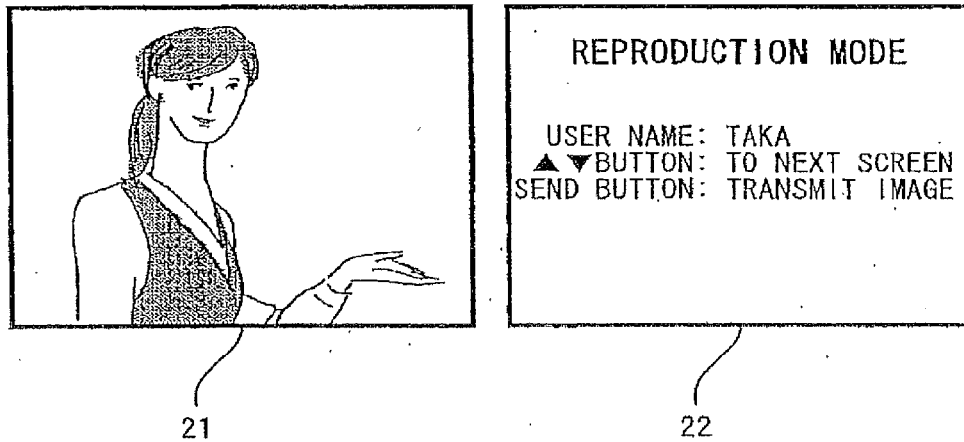 REPRODUCTION MODE
USER NAME: TAKA
▲▼BUTTON: TO NEXT SCREEN
SEND BUTTON: TRANSMIT IMAGE
21
22